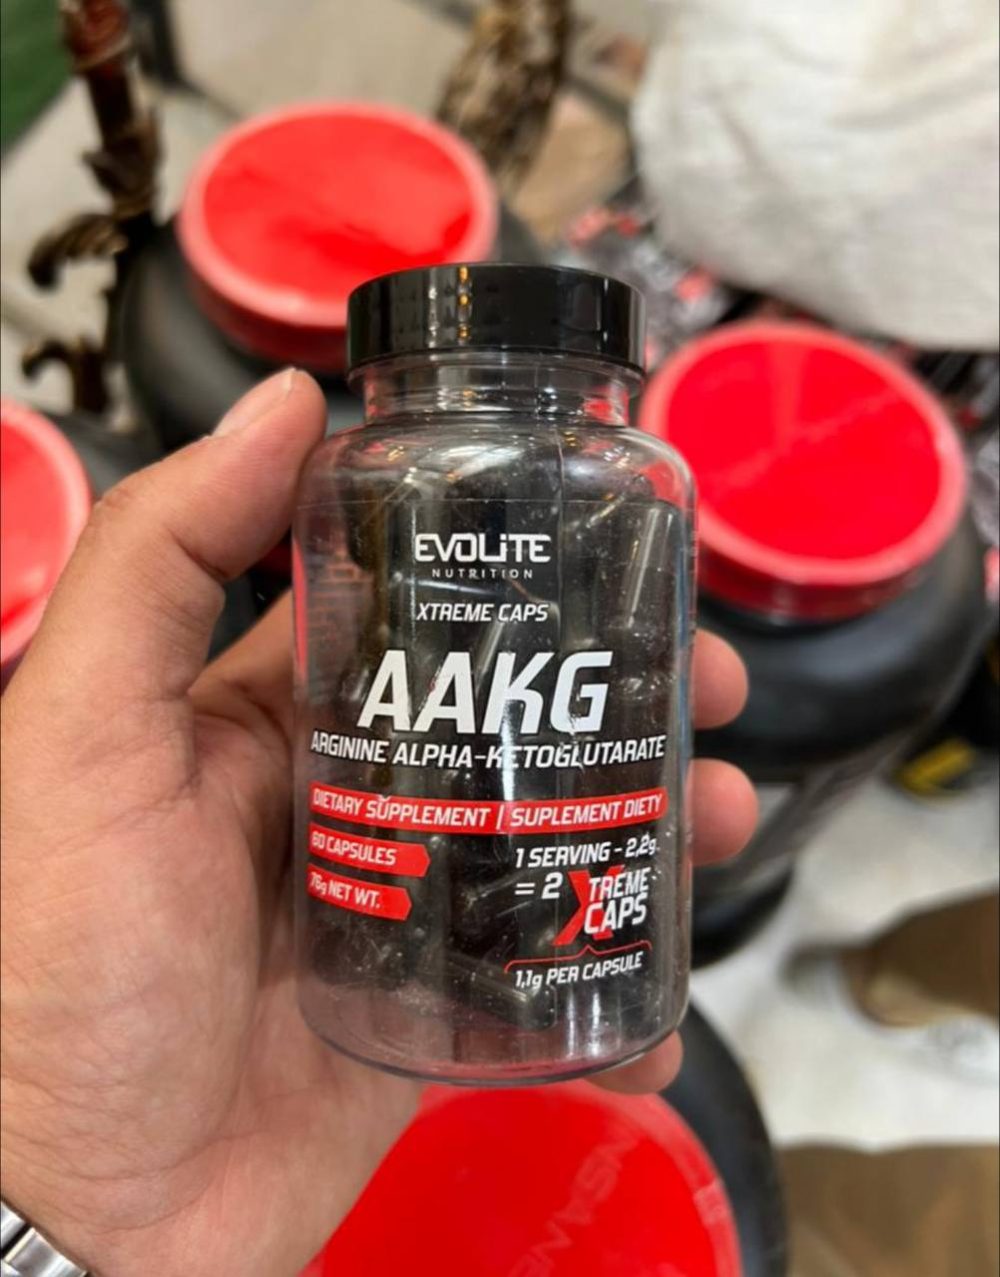 EVOLiTE
NUTRITION
XTREME CAPS
AAKG
ARGININE ALPHA-KETOGLUTARATE
DIETARY SUPPLEMENT | SUPLEMENT DIETY
60 CAPSULES
76g NET WT.
1 SERVING - 2,2g
= 2 XTREME
CAPS
1,1g PER CAPSULE